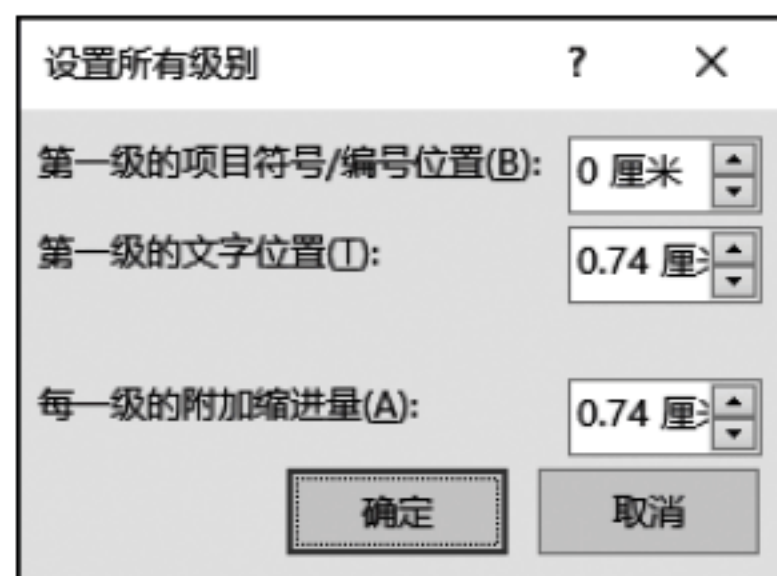 设置所有级别 ? ×
第一级的项目符号/编号位置(B): 0 厘米
第一级的文字位置(T): 0.74 厘
每一级的附加缩进量(A): 0.74 厘
确定 取消